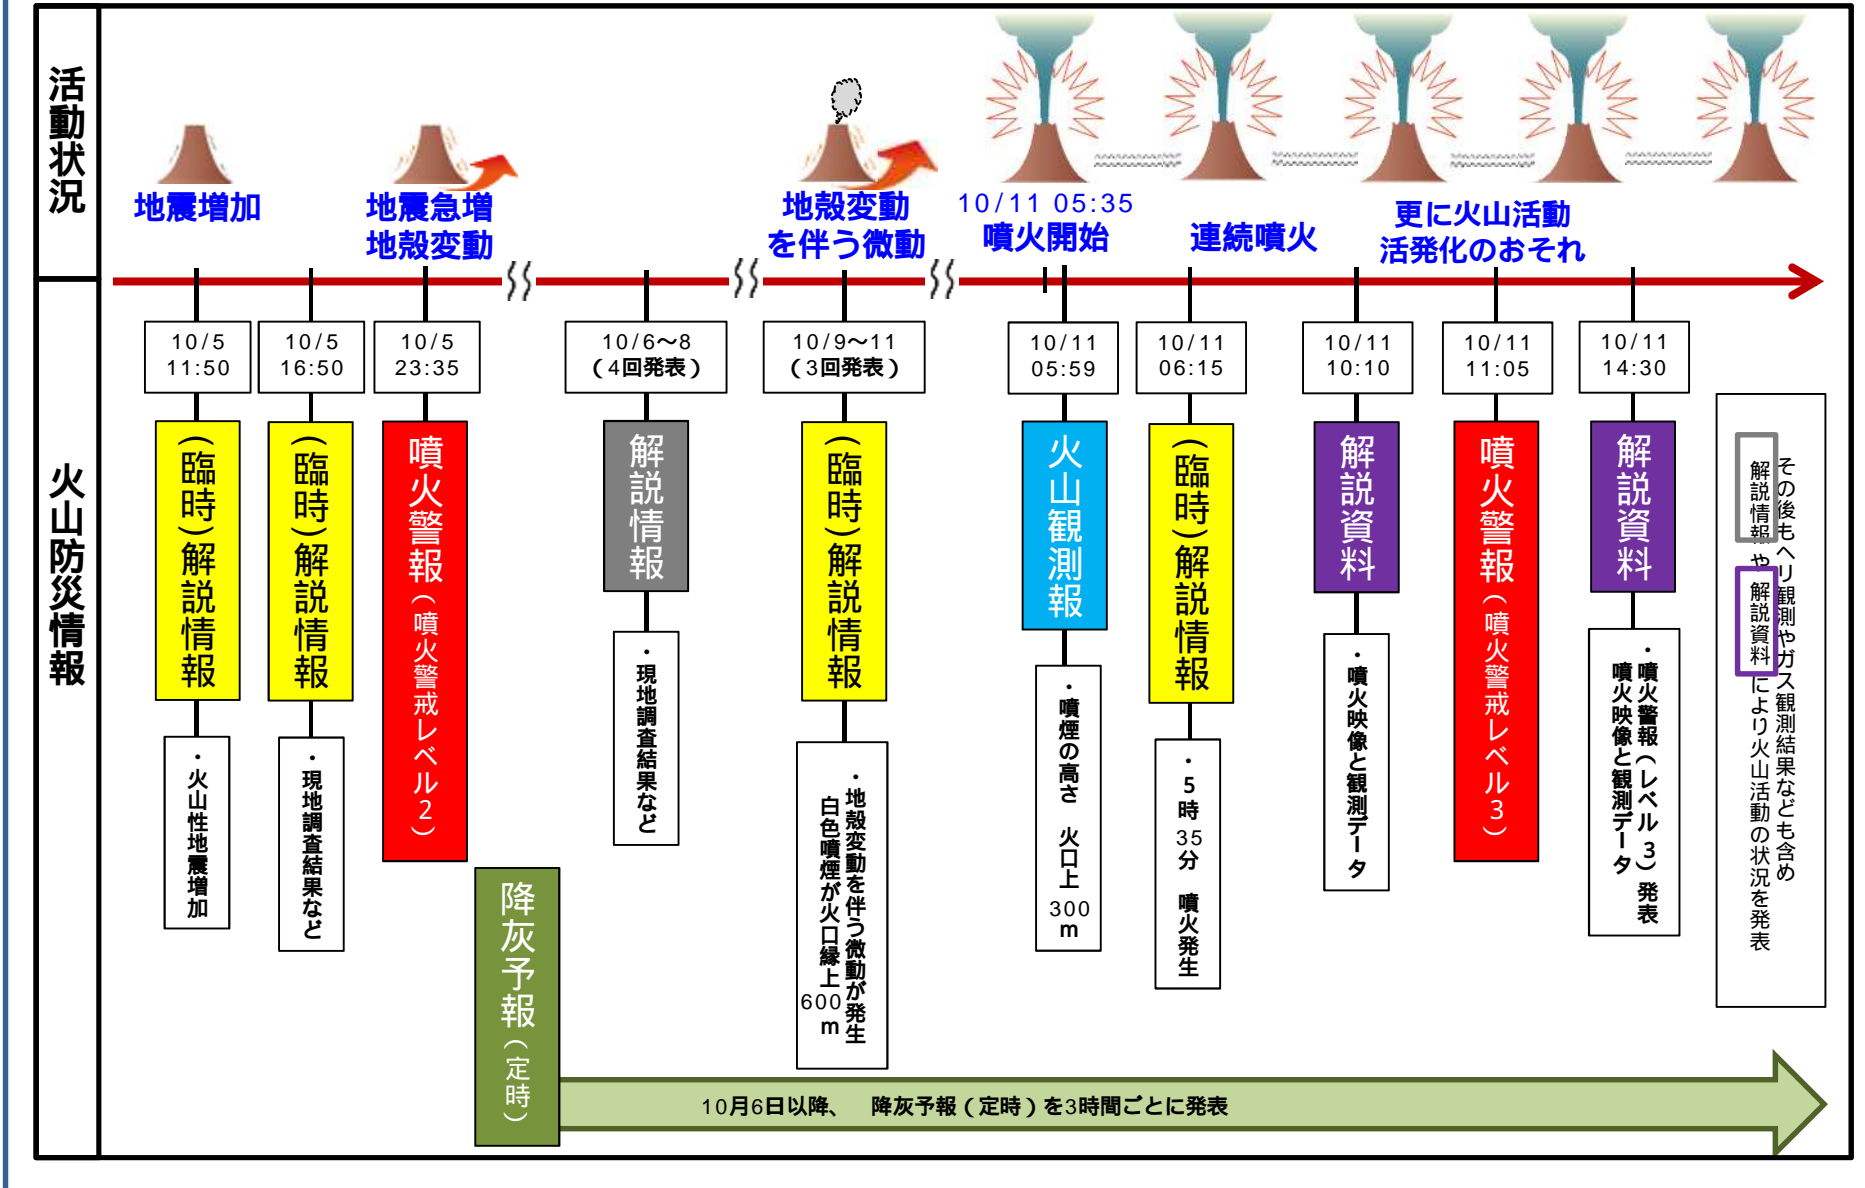 活動状況
地震増加
地震急増
地殻変動
地殻変動
を伴う微動
10/11 05:35
噴火開始
連続噴火
更に火山活動
活発化のおそれ
火山防災情報
10/5
11:50
(臨時)解説情報
・火山性地震増加
10/5
16:50
(臨時)解説情報
・現地調査結果など
10/5
23:35
噴火警報(噴火警戒レベル2)
10/6〜8
(4回発表)
解説情報
・現地調査結果など
10/9〜11
(3回発表)
(臨時)解説情報
・地殻変動を伴う微動が発生
白色噴煙が火口縁上600m
10/11
05:59
火山観測報
・噴煙の高さ 火口上300m
10/11
06:15
(臨時)解説情報
・5時35分 噴火発生
10/11
10:10
解説資料
・噴火映像と観測データ
10/11
11:05
噴火警報(噴火警戒レベル3)
10/11
14:30
解説資料
・噴火警報(レベル3)発表
噴火映像と観測データ
その後もヘリ観測やガス観測結果なども含め
解説情報や解説資料により火山活動の状況を発表
降灰予報(定時)
10月6日以降、 降灰予報(定時)を3時間ごとに発表